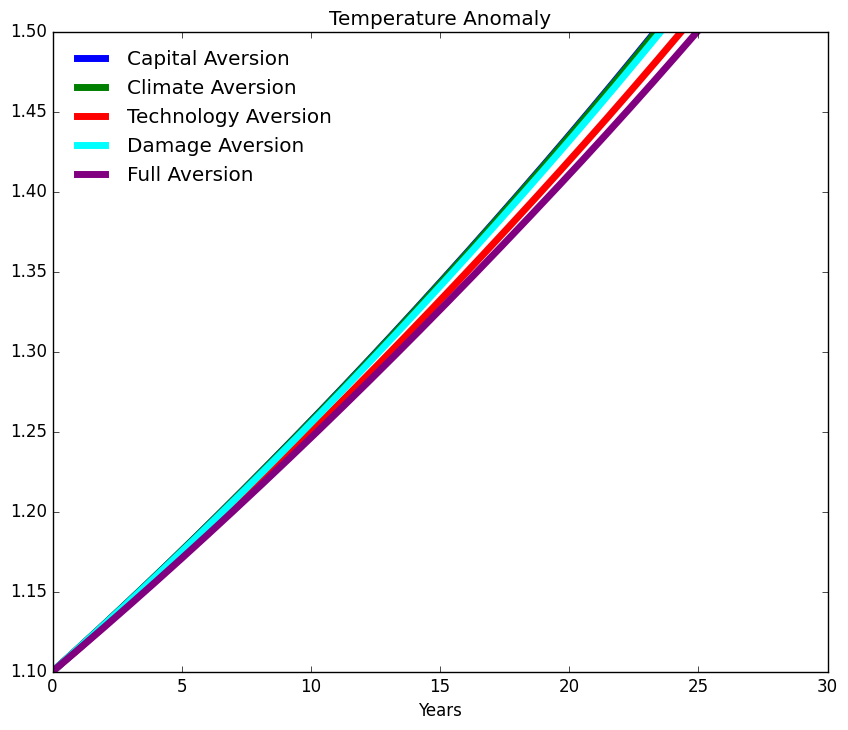 Temperature Anomaly
1.50
1.45
1.40
1.35
1.30
1.25
1.20
1.15
1.10
Capital Aversion
Climate Aversion
Technology Aversion
Damage Aversion
Full Aversion
0 5 10 15 20 25 30
Years